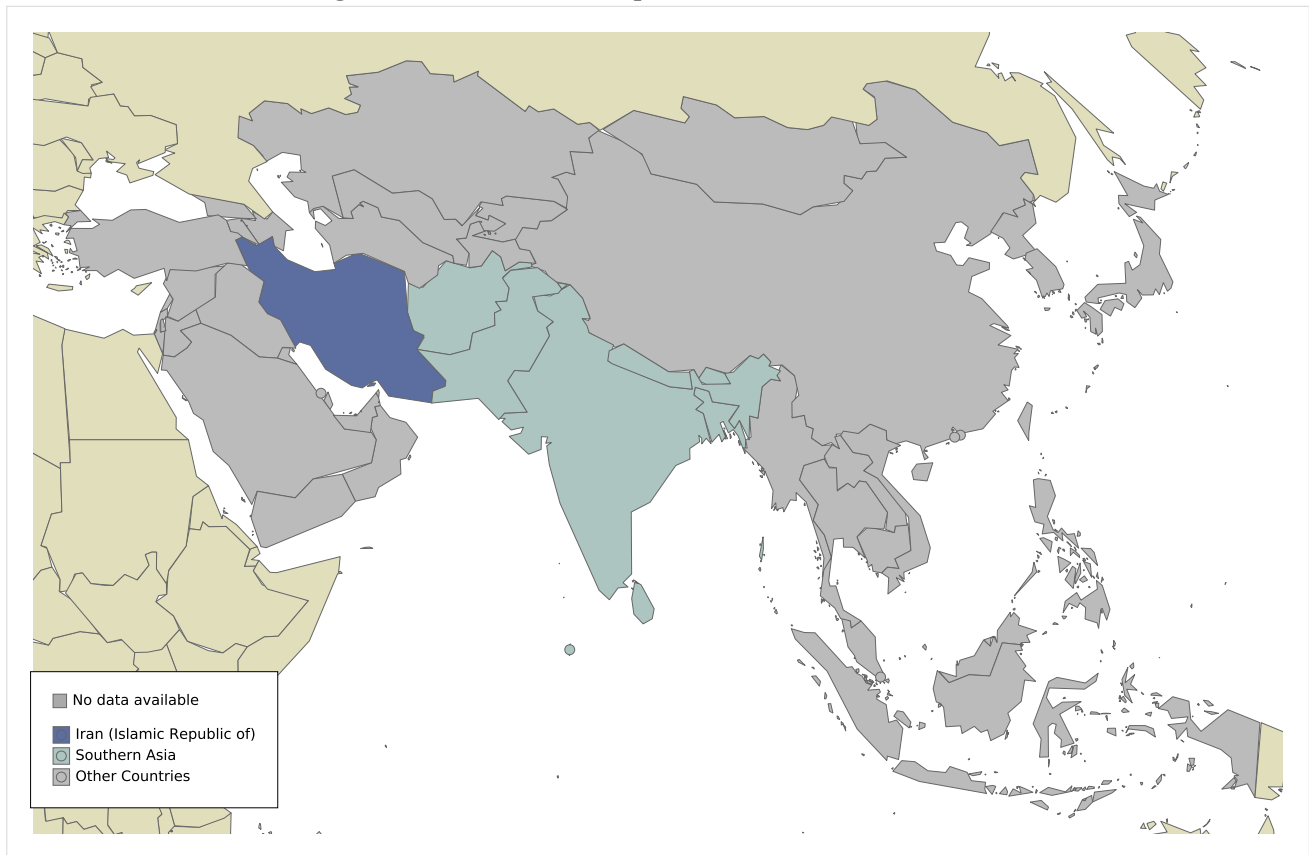 No data available
Iran (Islamic Republic of)
Southern Asia
Other Countries